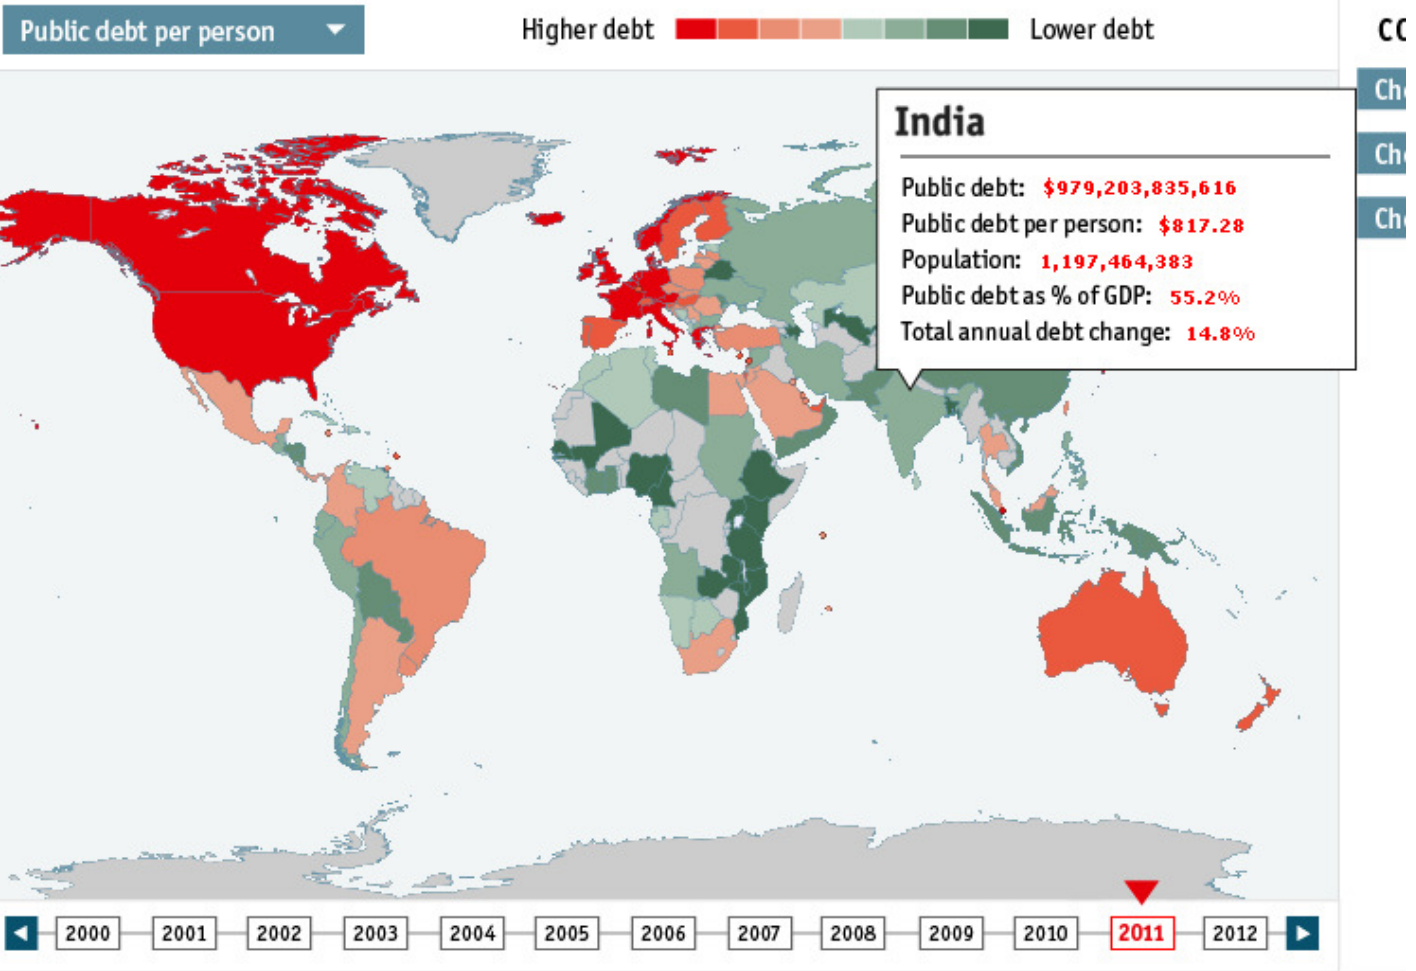 Public debt per person
Higher debt
Lower debt
India
Public debt: $979,203,835,616
Public debt per person: $817.28
Population: 1,197,464,383
Public debt as % of GDP: 55.2%
Total annual debt change: 14.8%
2000 2001 2002 2003 2004 2005 2006 2007 2008 2009 2010 2011 2012